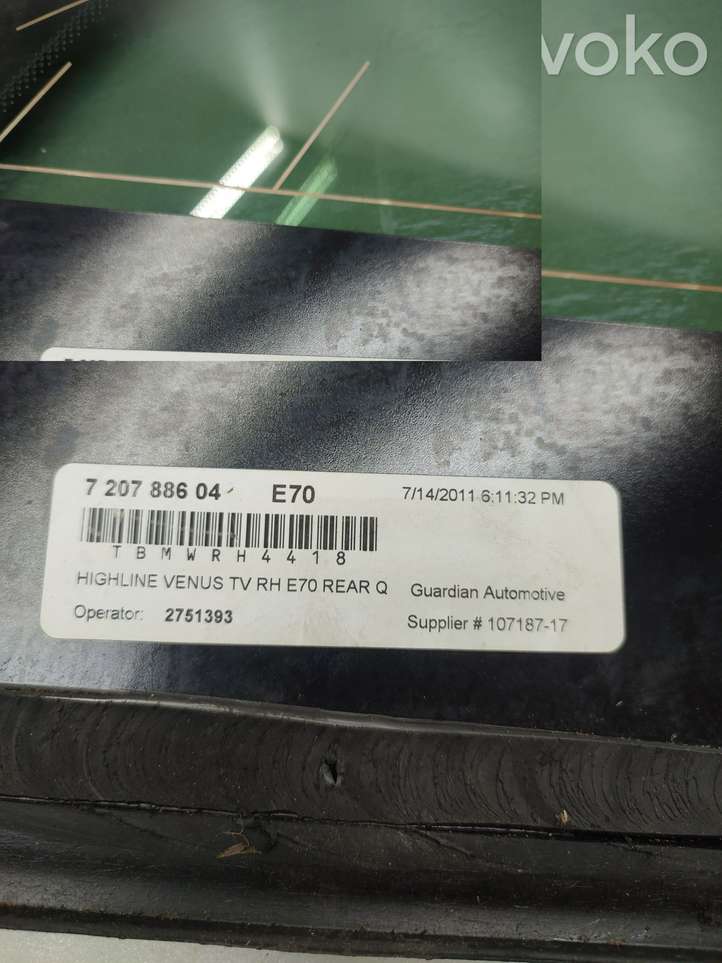 voko
7 207 886 04 E70 7/14/2011 6:11:32 PM
TBMWRH4418
HIGHLINE VENUS TV RH E70 REAR Q Guardian Automotive
Operator: 2751393 Supplier # 107187-17